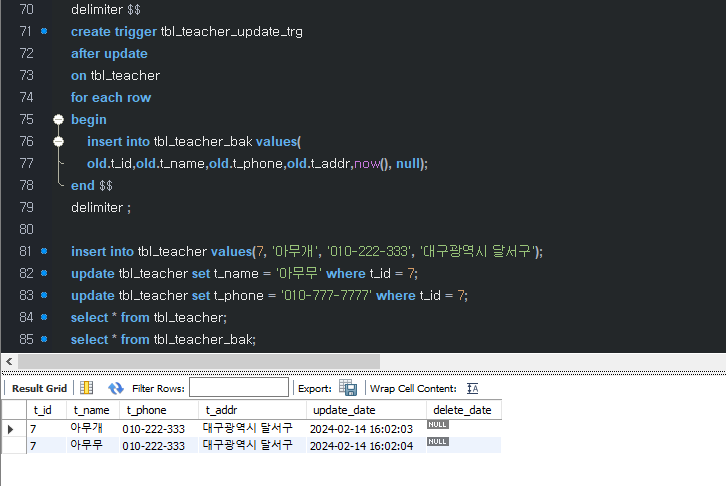 70 delimiter $$
71 create trigger tbl_teacher_update_trg
72 after update
73 on tbl_teacher
74 for each row
75 begin
76 insert into tbl_teacher_bak values(
77 old.t_id,old.t_name,old.t_phone,old.t_addr,now(), null);
78 end $$
79 delimiter ;
80
81 insert into tbl_teacher values(7, '아무개', '010-222-333', '대구광역시 달서구');
82 update tbl_teacher set t_name = '아무무' where t_id = 7;
83 update tbl_teacher set t_phone = '010-777-7777' where t_id = 7;
84 select * from tbl_teacher;
85 select * from tbl_teacher_bak;
Result Grid Filter Rows: Export: Wrap Cell Content: IA
t_id t_name t_phone t_addr update_date delete_date
7 아무개 010-222-333 대구광역시 달서구 2024-02-14 16:02:03 NULL
7 아무무 010-222-333 대구광역시 달서구 2024-02-14 16:02:04 NULL